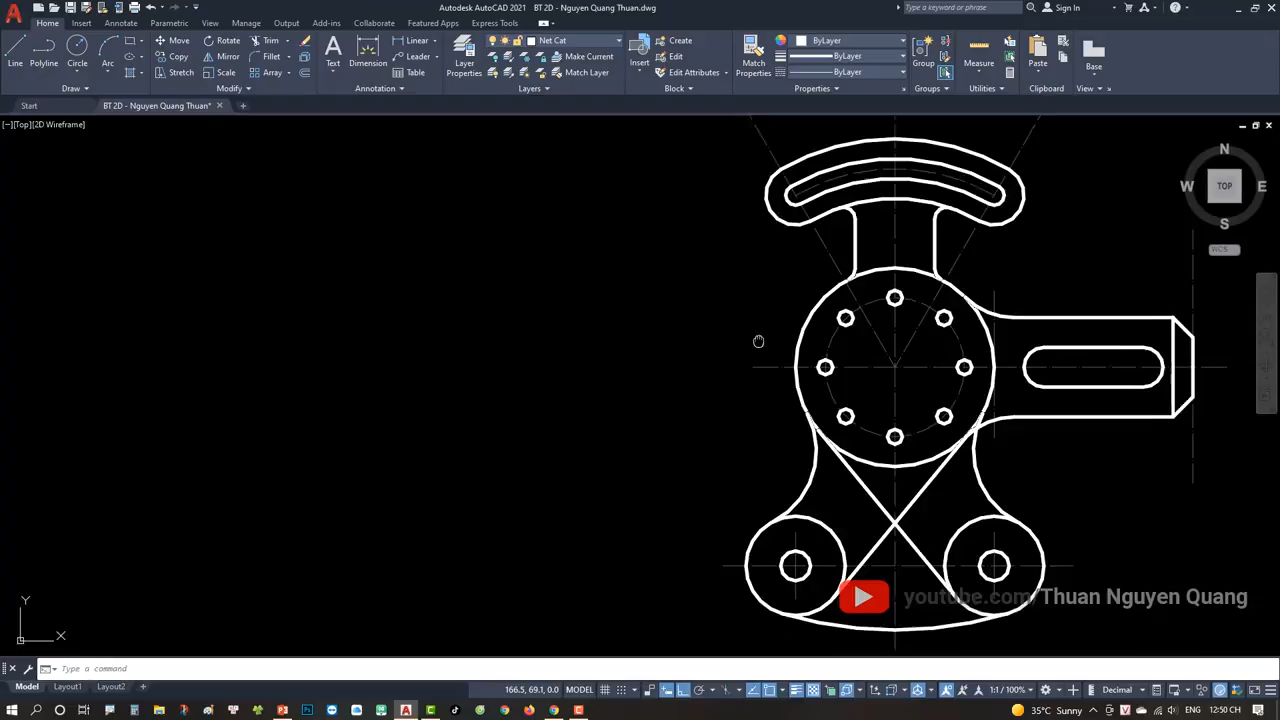 Autodesk AutoCAD 2021 BT 2D - Nguyen Quang Thuan.dwg
Type a keyword or phrase
Sign In
Home Insert Annotate Parametric View Manage Output Add-ins Collaborate Featured Apps Express Tools
Line Polyline Circle Arc
Move Rotate Trim
Copy Mirror Fillet
Stretch Scale Array
Text Dimension
Linear
Leader
Table
Layer Properties
Net Cat
Make Current
Match Layer
Insert
Create
Edit
Edit Attributes
Match Properties
ByLayer
ByLayer
ByLayer
Group
Measure
Paste
Base
Draw Modify Annotation Layers Block Properties Groups Utilities Clipboard View
Start BT 2D - Nguyen Quang Thuan*
[−][Top][2D Wireframe]
N
W TOP E
S
WCS
youtube.com/Thuan Nguyen Quang
Y
X
Type a command
Model Layout1 Layout2
166.5, 69.1, 0.0 MODEL
1:1 / 100%
Decimal
35°C Sunny
V
12:50 CH